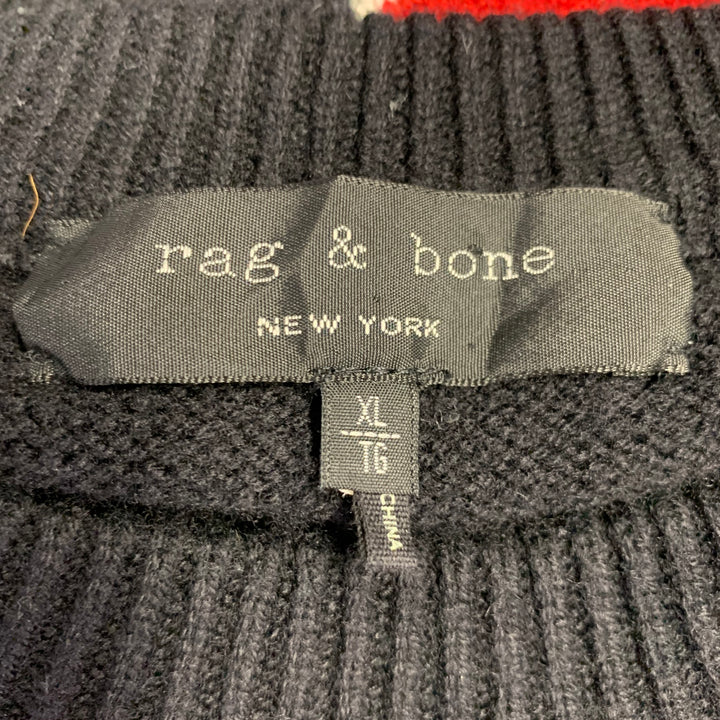 rag & bone
NEW YORK
XL
TG
CHINA